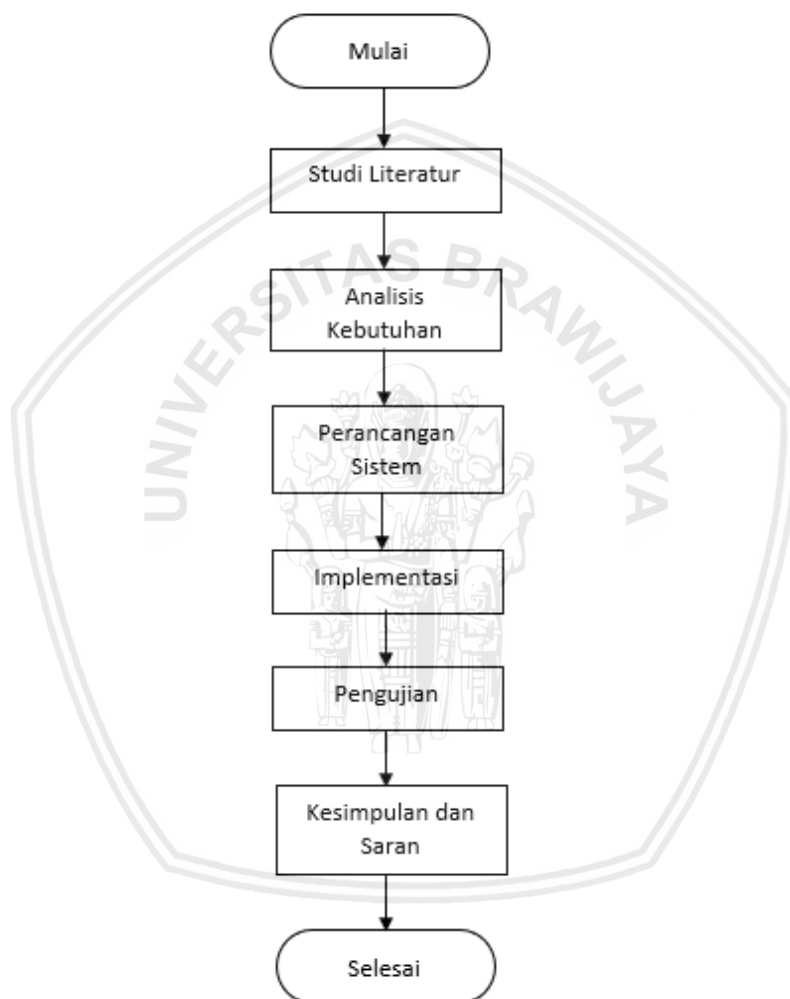 Mulai
Studi Literatur
UNIVERSITAS BRAWIJAYA
Analisis
Kebutuhan
Perancangan
Sistem
Implementasi
Pengujian
Kesimpulan dan
Saran
Selesai